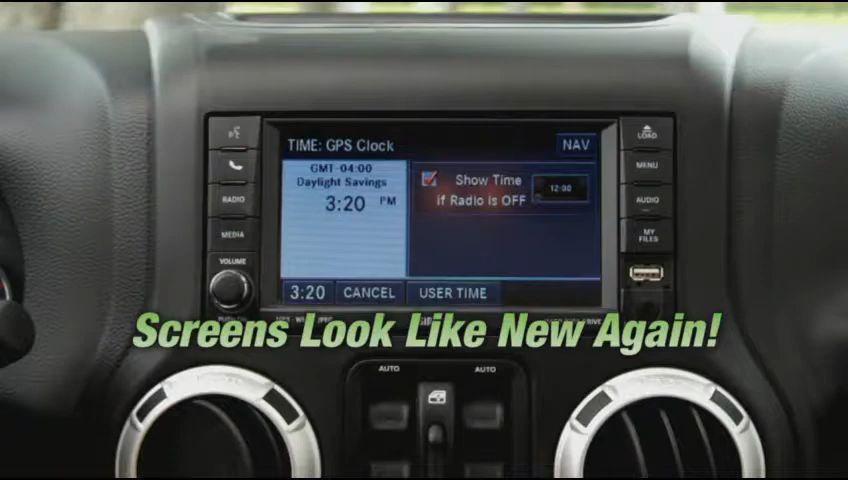 LOAD
TIME: GPS Clock
NAV
GMT-04:00
Daylight Savings
3:20 PM
Show Time
if Radio is OFF
12:00
MENU
RADIO
AUDIO
MEDIA
MY
FILES
VOLUME
3:20
CANCEL
USER TIME
Screens Look Like New Again!
AUTO
AUTO